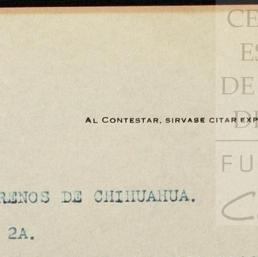 AL CONTESTAR, SIRVASE CITAR EXP
RENOS DE CHIHUAHUA.
2A.
CE
ES
DE
D
FU
C